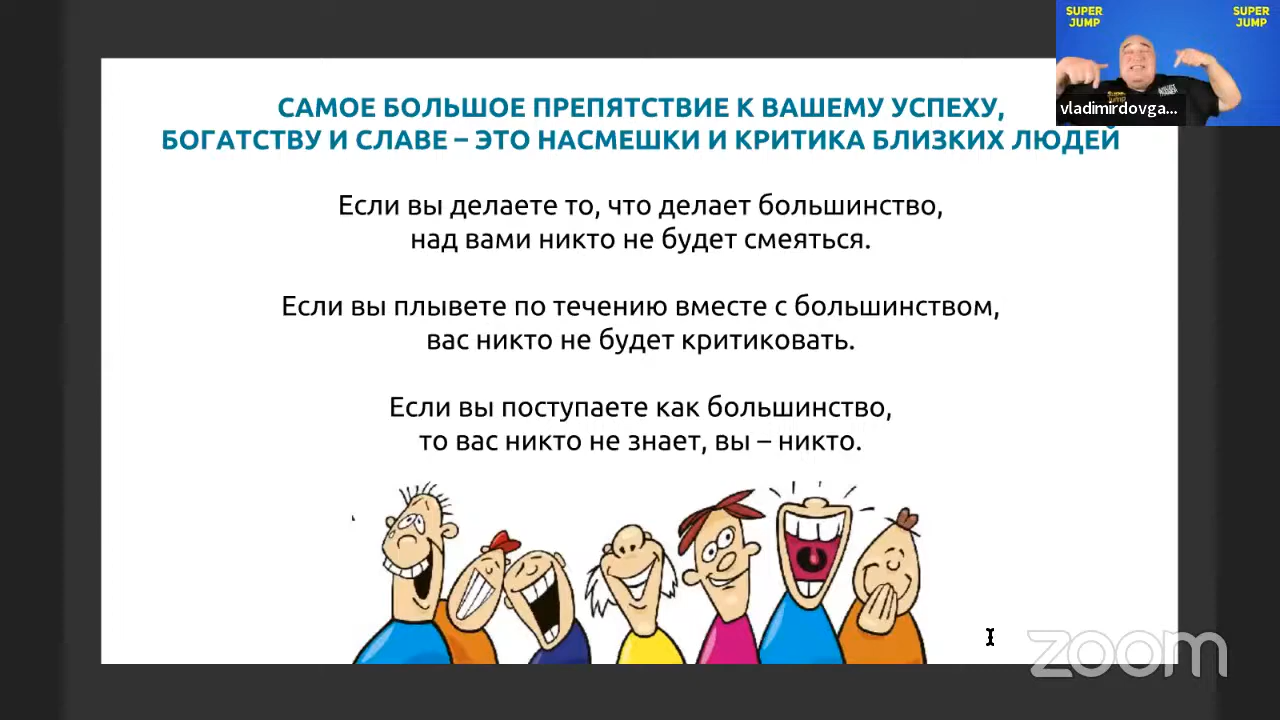 SUPER
JUMP
SUPER
JUMP
vladimirdovga...
САМОЕ БОЛЬШОЕ ПРЕПЯТСТВИЕ К ВАШЕМУ УСПЕХУ,
БОГАТСТВУ И СЛАВЕ – ЭТО НАСМЕШКИ И КРИТИКА БЛИЗКИХ ЛЮДЕЙ
Если вы делаете то, что делает большинство,
над вами никто не будет смеяться.
Если вы плывете по течению вместе с большинством,
вас никто не будет критиковать.
Если вы поступаете как большинство,
то вас никто не знает, вы – никто.
zoom